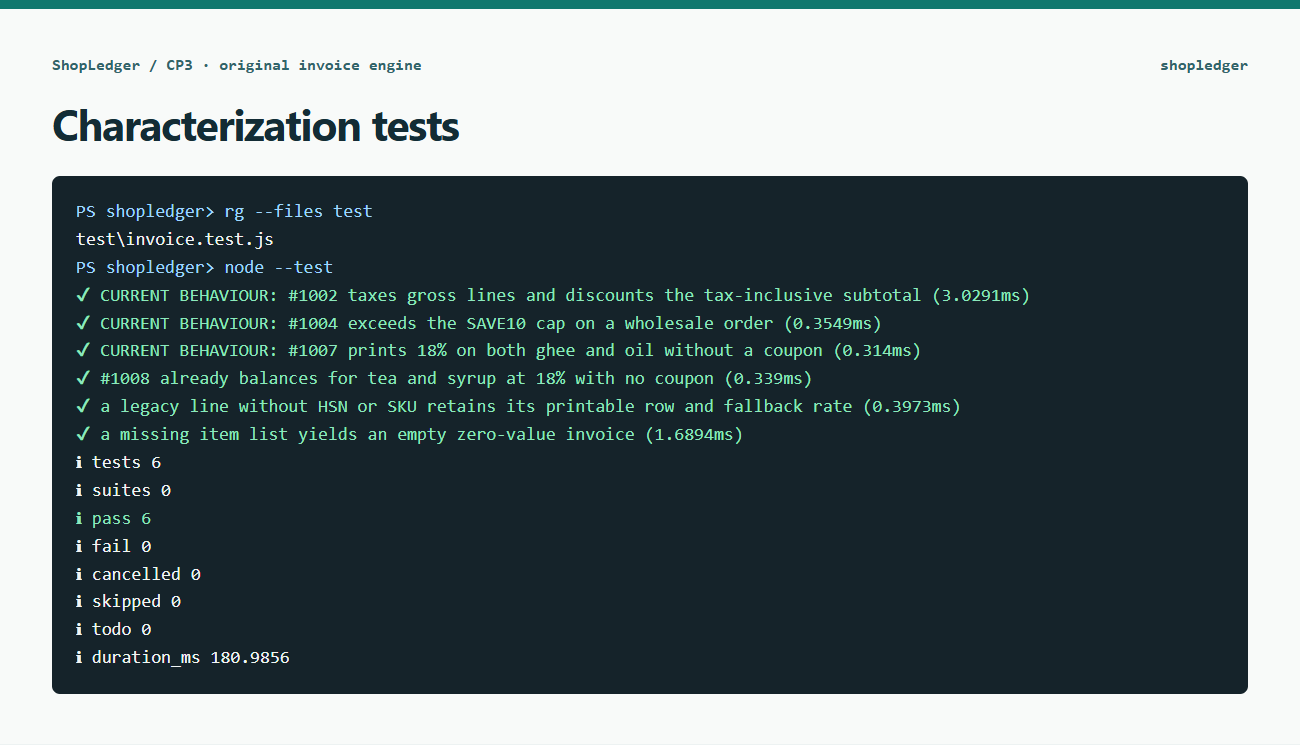 ShopLedger / CP3 · original invoice engine
shopledger
Characterization tests
PS shopledger> rg --files test
test\invoice.test.js
PS shopledger> node --test
✔ CURRENT BEHAVIOUR: #1002 taxes gross lines and discounts the tax-inclusive subtotal (3.0291ms)
✔ CURRENT BEHAVIOUR: #1004 exceeds the SAVE10 cap on a wholesale order (0.3549ms)
✔ CURRENT BEHAVIOUR: #1007 prints 18% on both ghee and oil without a coupon (0.314ms)
✔ #1008 already balances for tea and syrup at 18% with no coupon (0.339ms)
✔ a legacy line without HSN or SKU retains its printable row and fallback rate (0.3973ms)
✔ a missing item list yields an empty zero-value invoice (1.6894ms)
ℹ tests 6
ℹ suites 0
ℹ pass 6
ℹ fail 0
ℹ cancelled 0
ℹ skipped 0
ℹ todo 0
ℹ duration_ms 180.9856